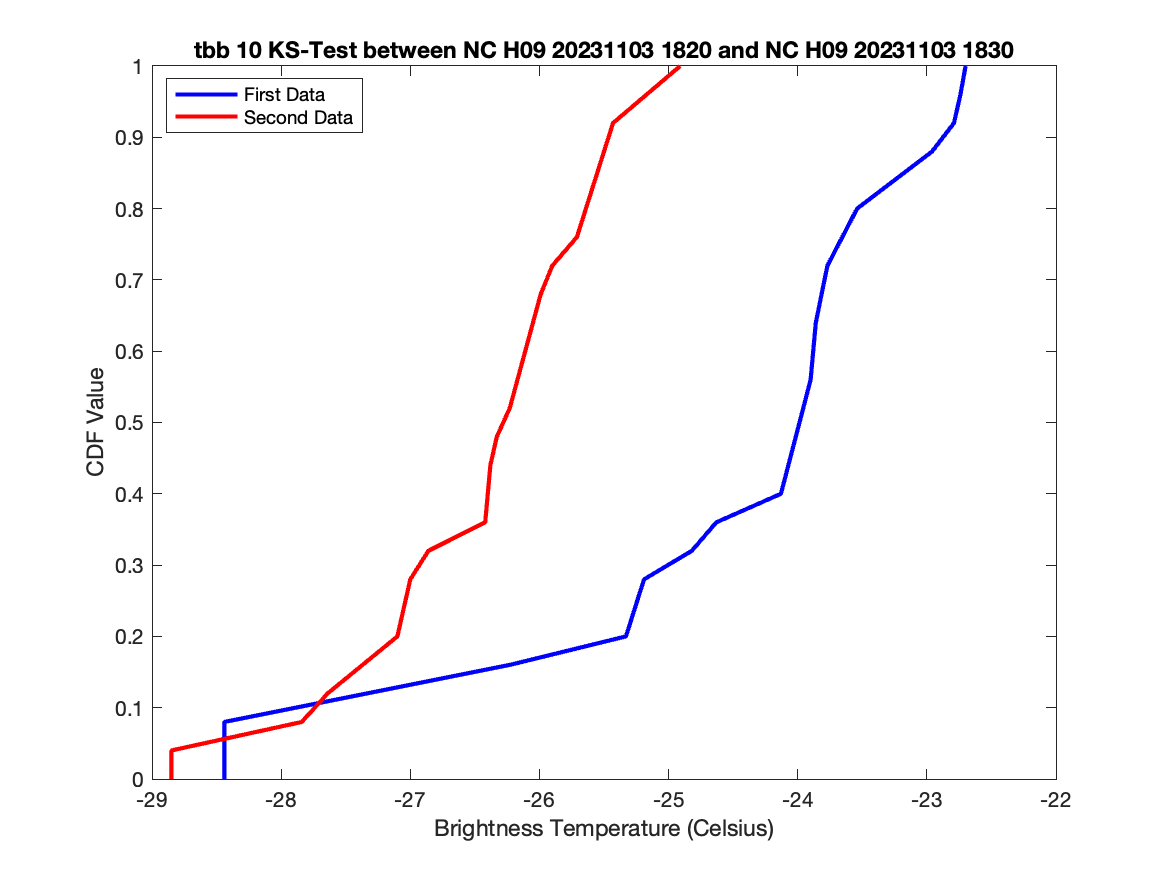 tbb 10 KS-Test between NC H09 20231103 1820 and NC H09 20231103 1830
First Data
Second Data
1
0.9
0.8
0.7
0.6
0.5
0.4
0.3
0.2
0.1
0
CDF Value
-29 -28 -27 -26 -25 -24 -23 -22
Brightness Temperature (Celsius)